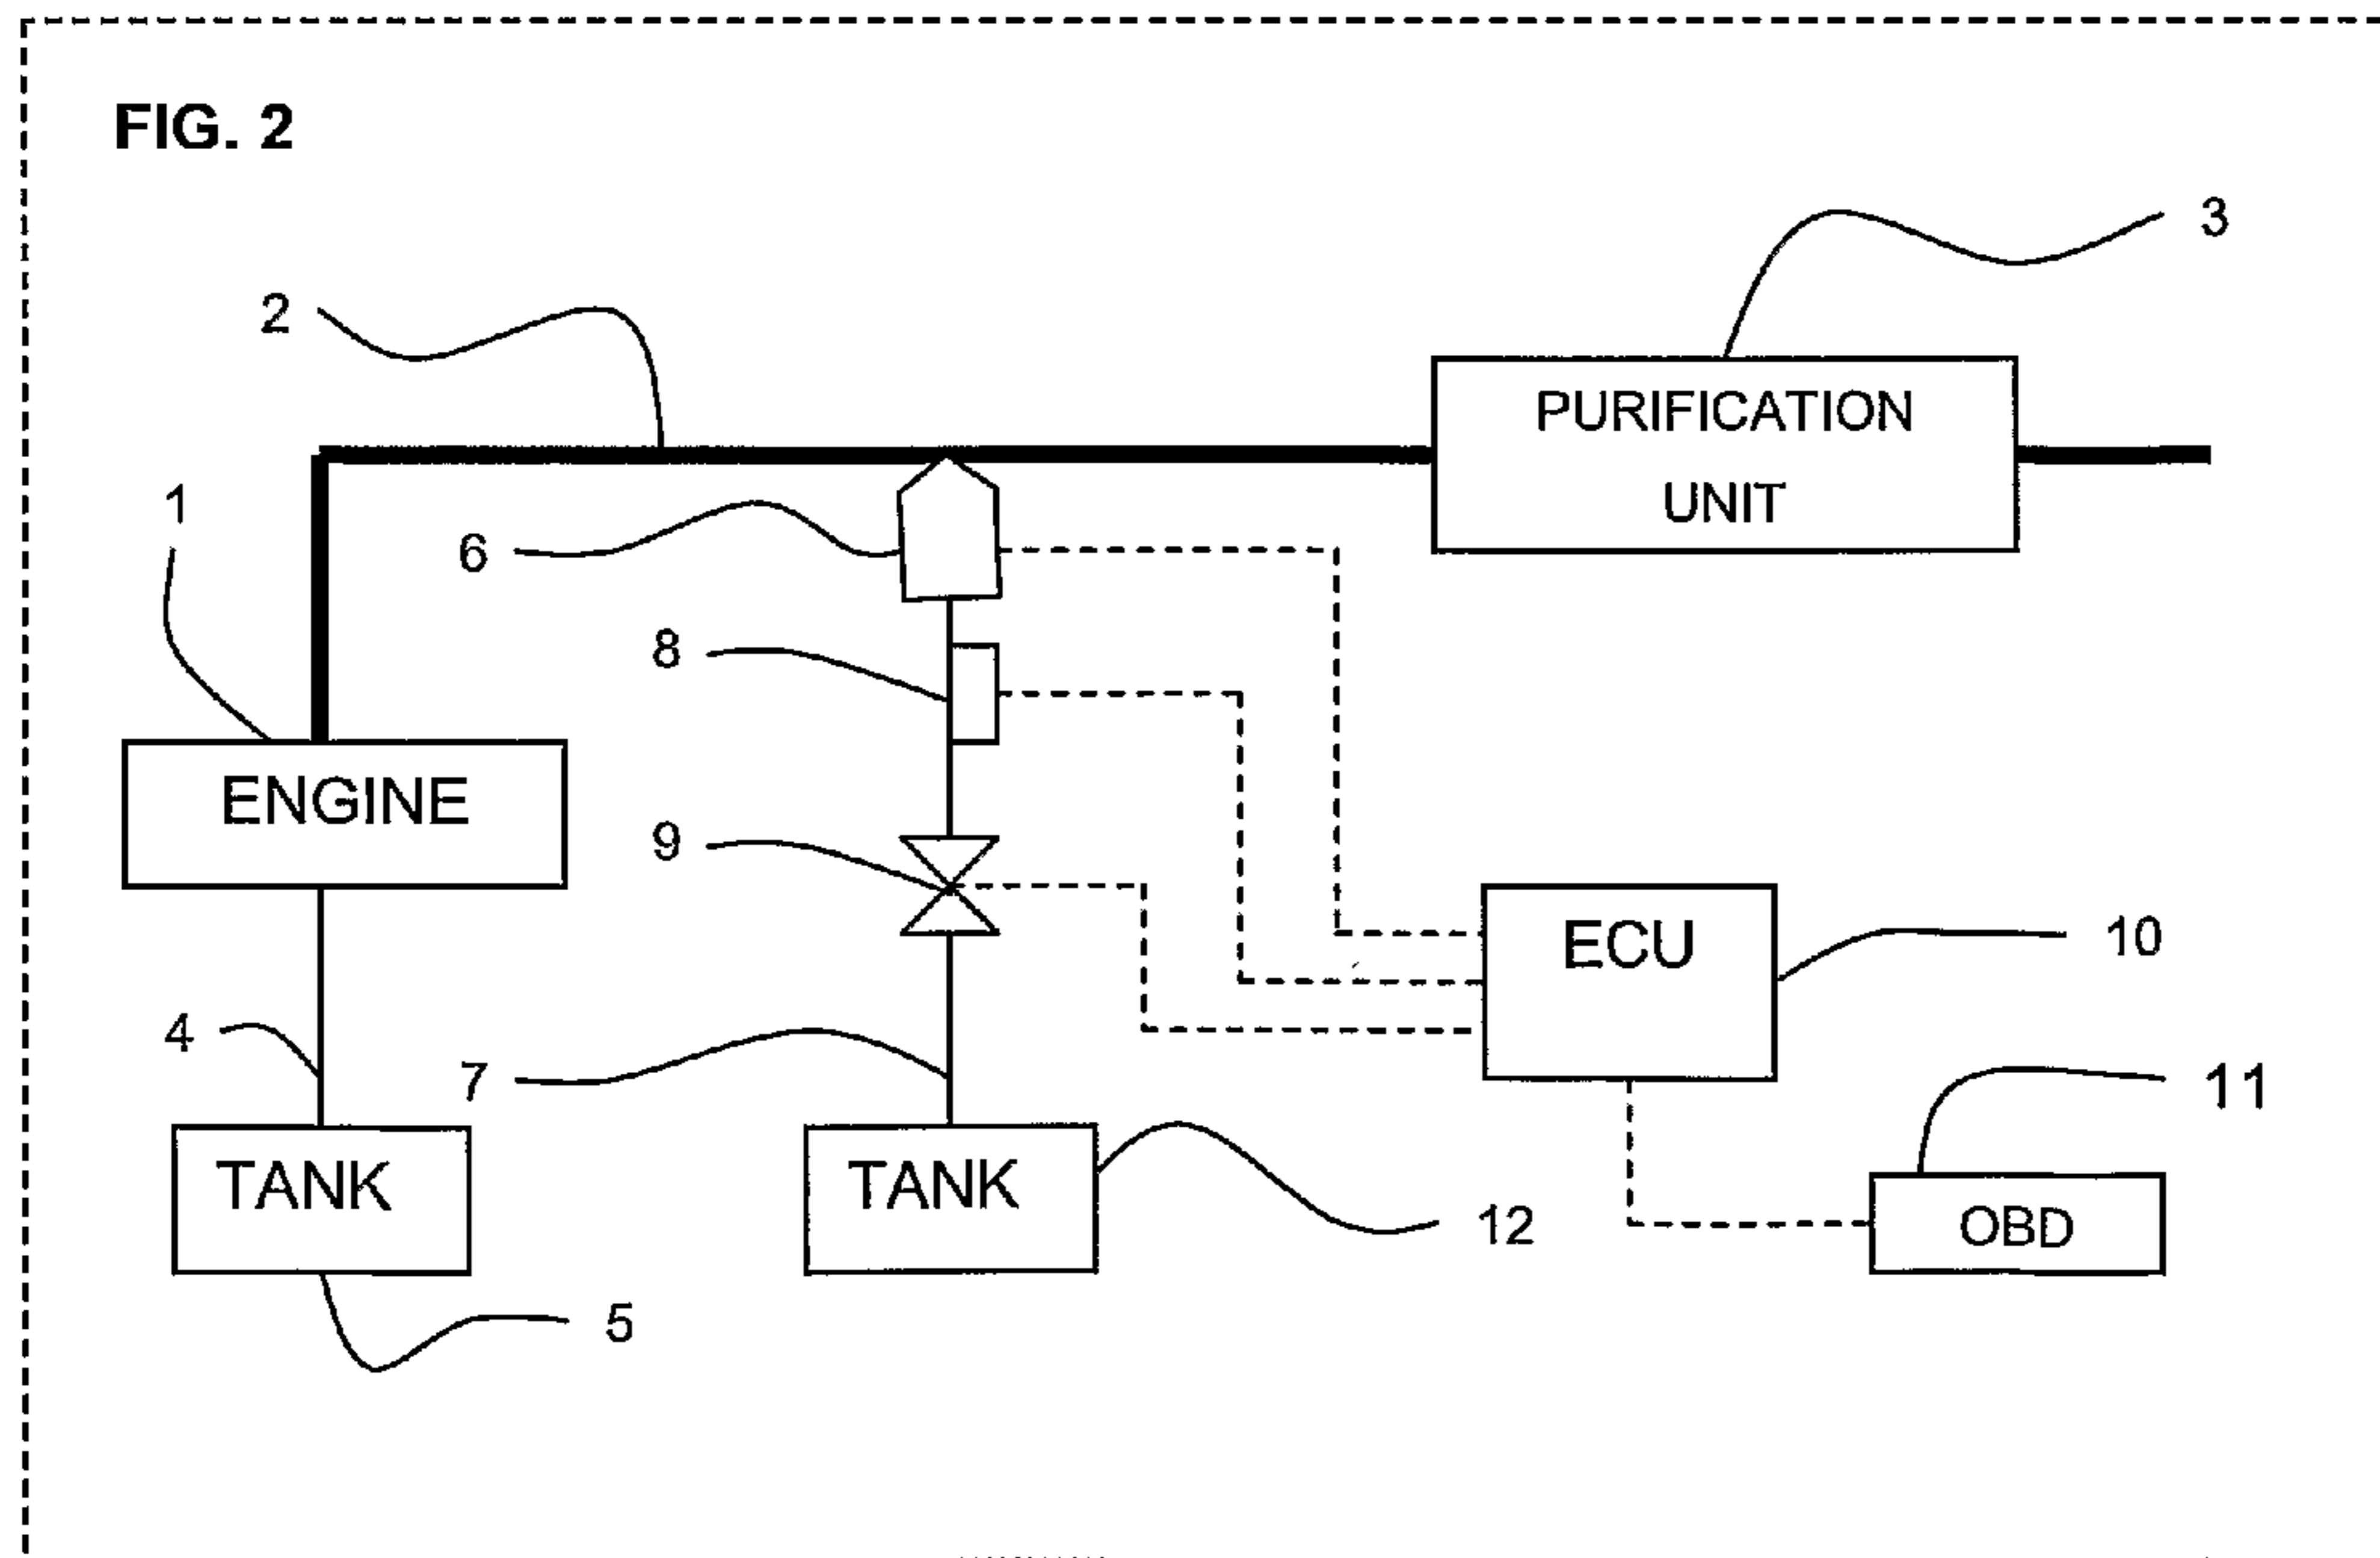 FIG. 2
3
2
PURIFICATION
UNIT
1
6
8
ENGINE
9
ECU
10
4
7
11
TANK
TANK
12
OBD
5